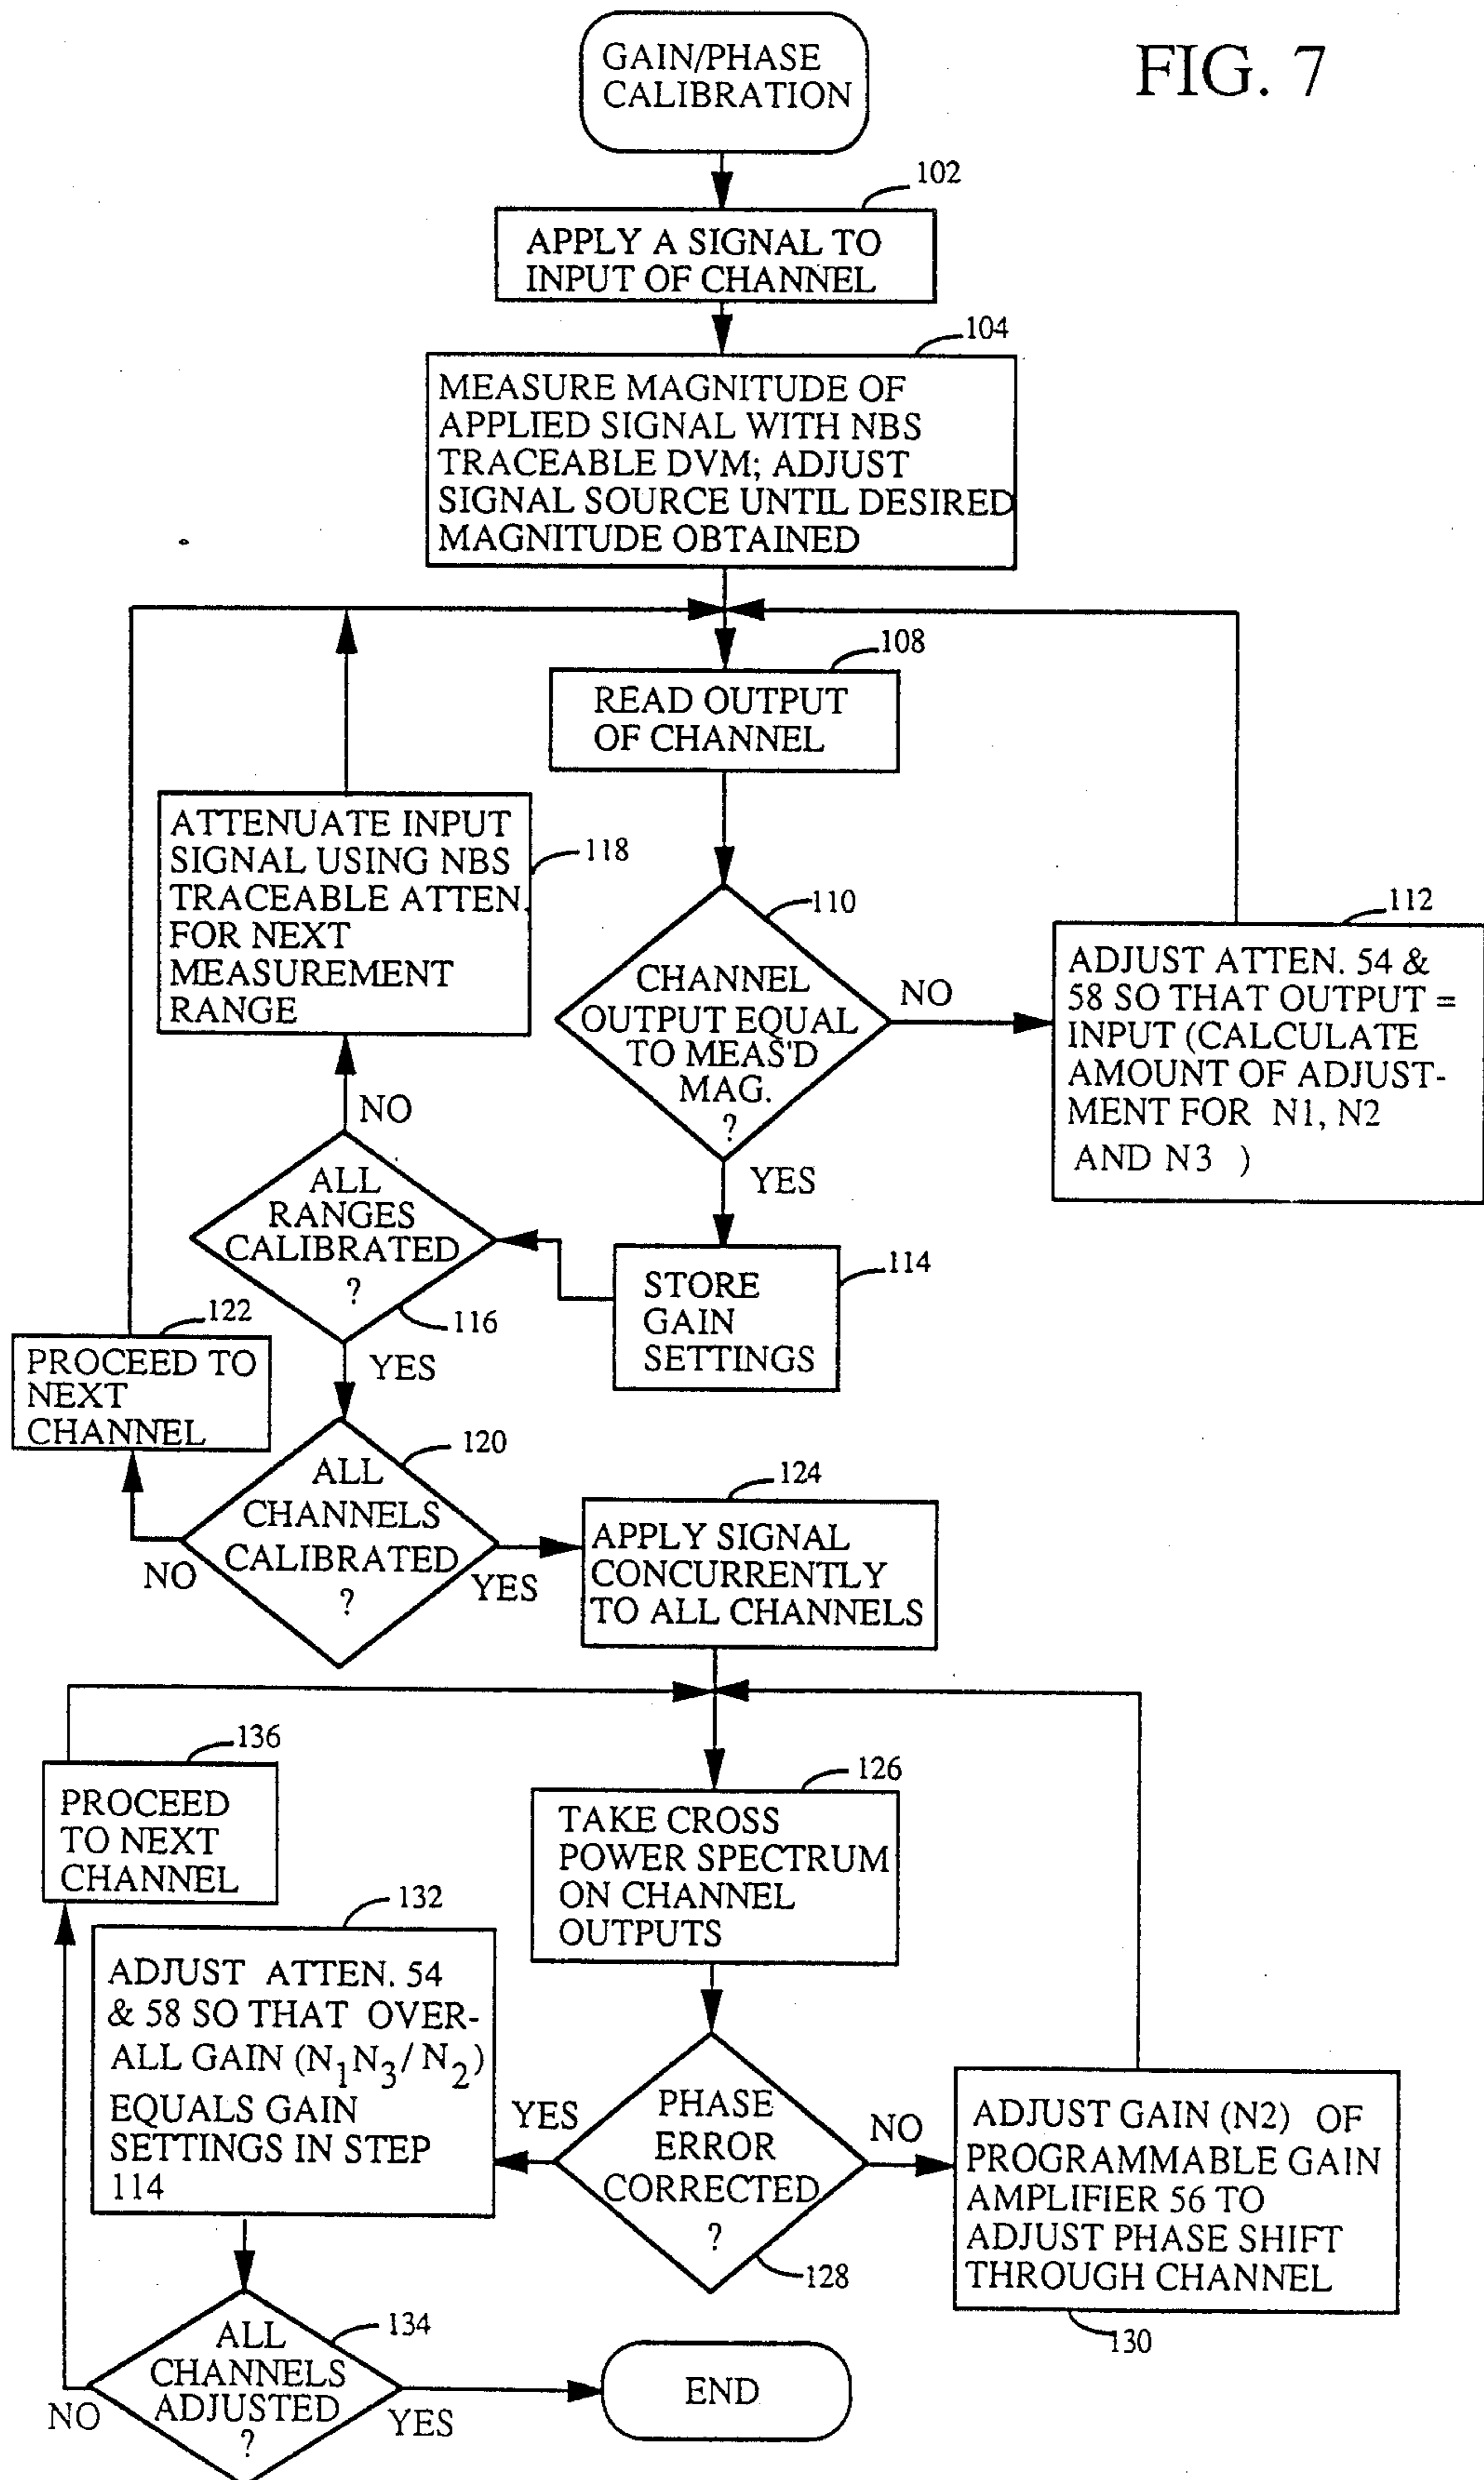 GAIN/PHASE
CALIBRATION
FIG. 7
102
APPLY A SIGNAL TO
INPUT OF CHANNEL
104
MEASURE MAGNITUDE OF
APPLIED SIGNAL WITH NBS
TRACEABLE DVM; ADJUST
SIGNAL SOURCE UNTIL DESIRED
MAGNITUDE OBTAINED
108
READ OUTPUT
OF CHANNEL
ATTENUATE INPUT
SIGNAL USING NBS
TRACEABLE ATTEN.
FOR NEXT
MEASUREMENT
RANGE
118
110
CHANNEL
OUTPUT EQUAL
TO MEAS'D
MAG.
?
NO
YES
112
ADJUST ATTEN. 54 &
58 SO THAT OUTPUT =
INPUT (CALCULATE
AMOUNT OF ADJUST-
MENT FOR N1, N2
AND N3 )
NO
ALL
RANGES
CALIBRATED
?
116
YES
STORE
GAIN
SETTINGS
114
122
PROCEED TO
NEXT
CHANNEL
120
ALL
CHANNELS
CALIBRATED
?
NO
YES
124
APPLY SIGNAL
CONCURRENTLY
TO ALL CHANNELS
136
PROCEED
TO NEXT
CHANNEL
126
TAKE CROSS
POWER SPECTRUM
ON CHANNEL
OUTPUTS
132
ADJUST ATTEN. 54
& 58 SO THAT OVER-
ALL GAIN (N₁N₃/N₂)
EQUALS GAIN
SETTINGS IN STEP
114
YES
PHASE
ERROR
CORRECTED
?
128
NO
ADJUST GAIN (N2) OF
PROGRAMMABLE GAIN
AMPLIFIER 56 TO
ADJUST PHASE SHIFT
THROUGH CHANNEL
130
134
ALL
CHANNELS
ADJUSTED
?
NO
YES
END